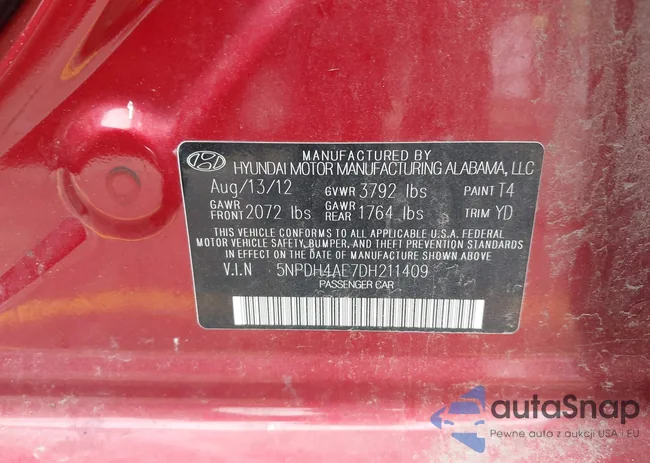 MANUFACTURED BY
HYUNDAI MOTOR MANUFACTURING ALABAMA, LLC
Aug/13/12 GVWR 3792 lbs PAINT T4
GAWR FRONT 2072 lbs GAWR REAR 1764 lbs TRIM YD
THIS VEHICLE CONFORMS TO ALL APPLICABLE U.S.A. FEDERAL
MOTOR VEHICLE SAFETY, BUMPER, AND THEFT PREVENTION STANDARDS
IN EFFECT ON THE DATE OF MANUFACTURE SHOWN ABOVE.
V.I.N 5NPDH4AE7DH211409
PASSENGER CAR
autoSnap
Pewne auta z aukcji USA i EU